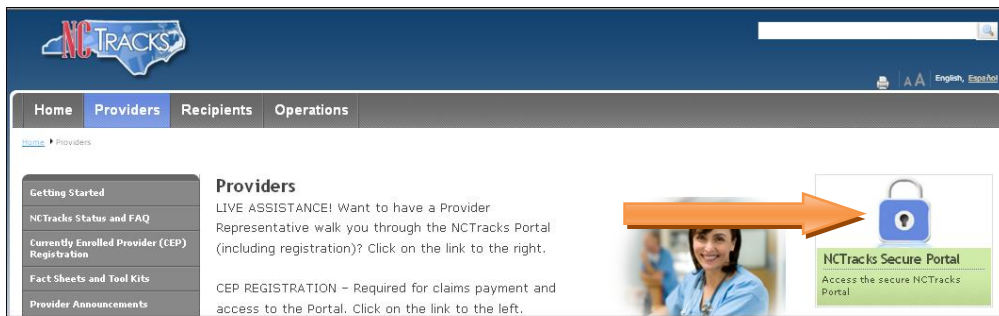 NCTRACKS
English, Español
Home Providers Recipients Operations
Home Providers
Getting Started
NCTracks Status and FAQ
Currently Enrolled Provider (CEP)
Registration
Fact Sheets and Tool Kits
Provider Announcements
Providers
LIVE ASSISTANCE! Want to have a Provider
Representative walk you through the NCTracks Portal
(including registration)? Click on the link to the right.
CEP REGISTRATION – Required for claims payment and
access to the Portal. Click on the link to the left.
NCTracks Secure Portal
Access the secure NCTracks
Portal